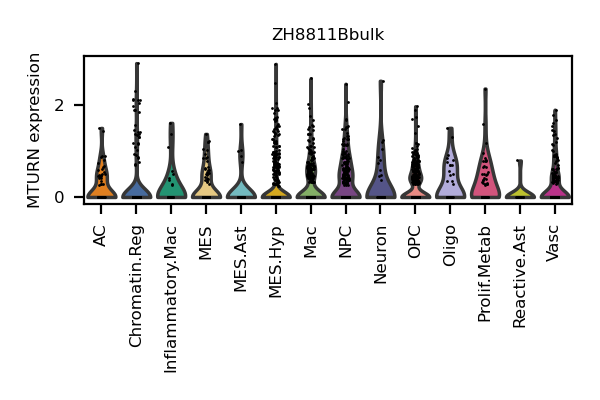 ZH8811Bbulk
MTURN expression
2
0
AC
Chromatin.Reg
Inflammatory.Mac
MES
MES.Ast
MES.Hyp
Mac
NPC
Neuron
OPC
Oligo
Prolif.Metab
Reactive.Ast
Vasc